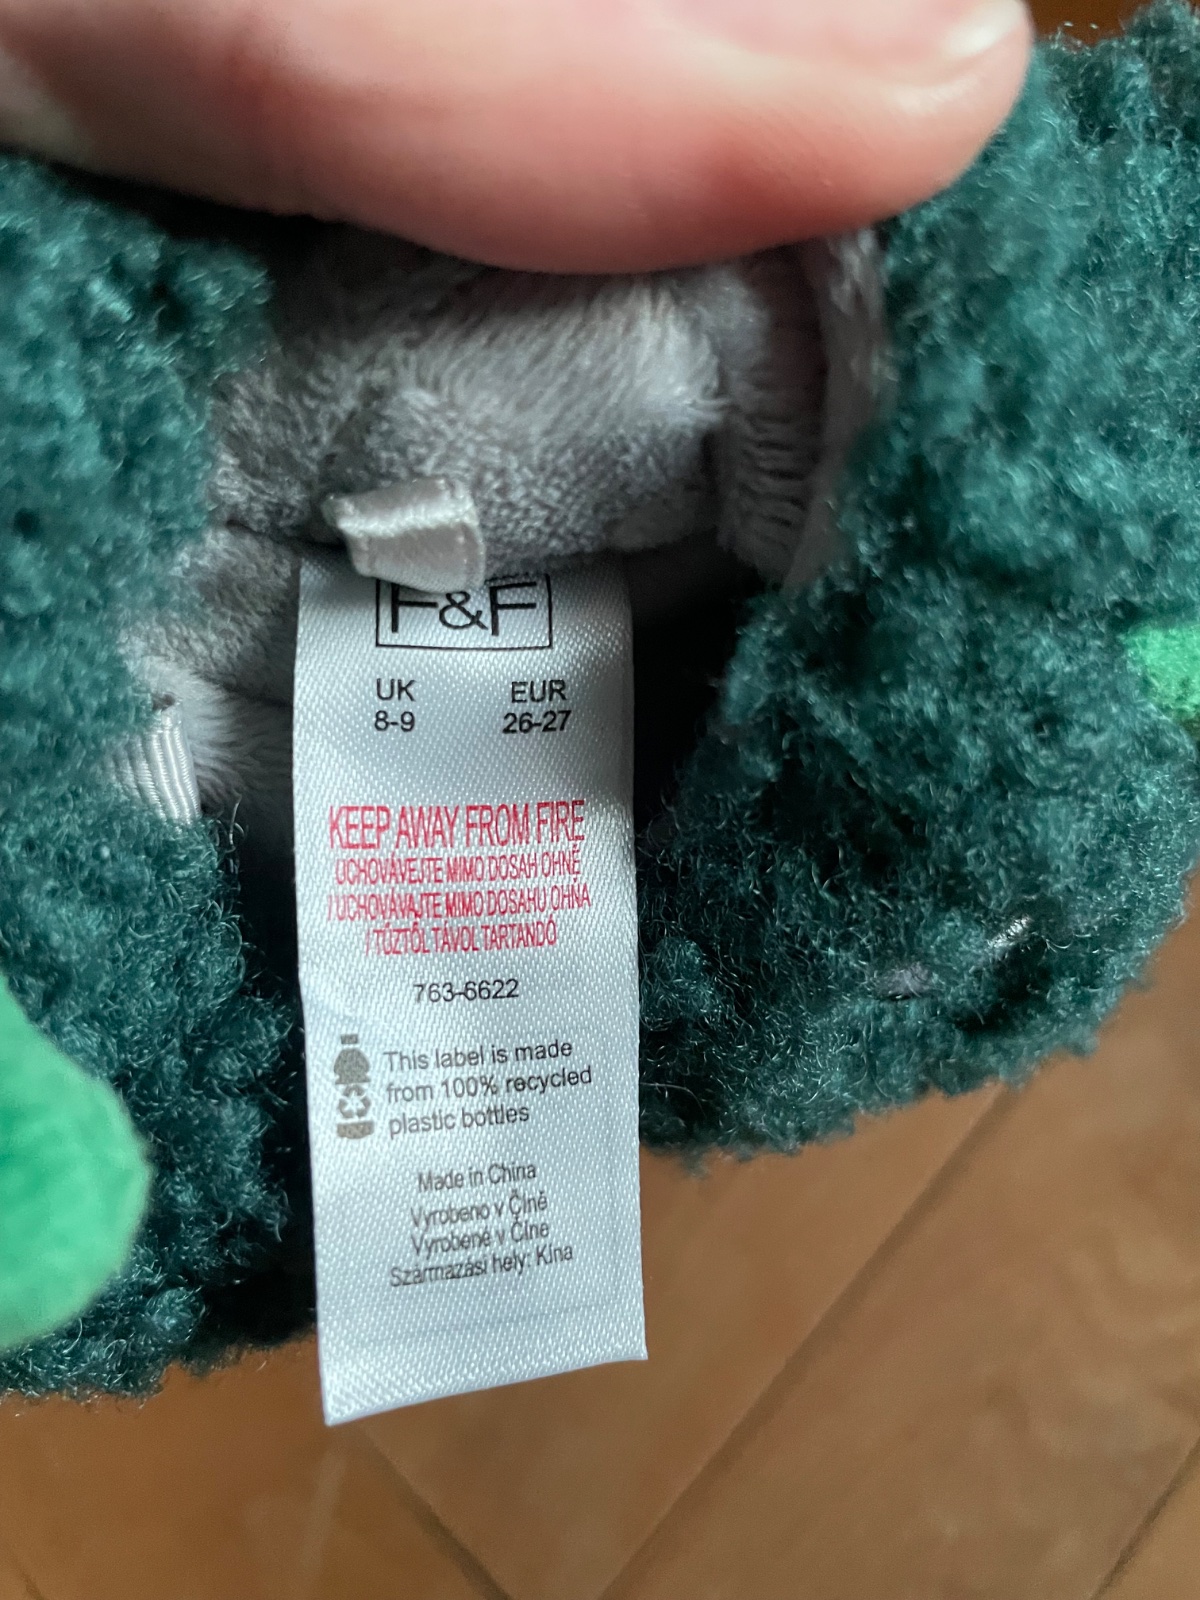 F&F
UK EUR
8-9 26-27
KEEP AWAY FROM FIRE
UCHOVÁVEJTE MIMO DOSAH OHNĚ
/ UCHOVÁVAJTE MIMO DOSAHU OHŇA
/ TŰZTŐL TÁVOL TARTANDÓ
763-6622
This label is made
from 100% recycled
plastic bottles
Made in China
Vyrobeno v Číně
Vyrobené v Číne
Származási hely: Kína